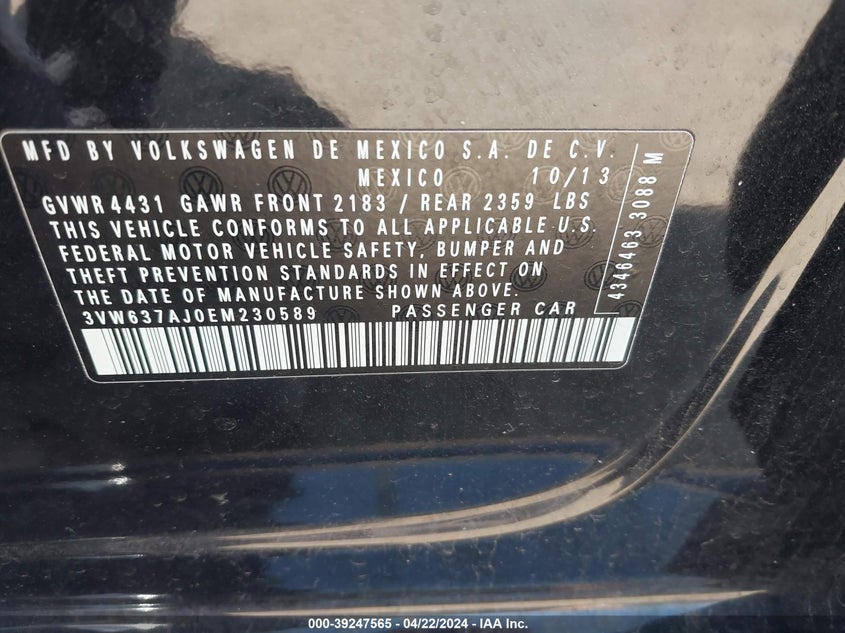 MFD BY VOLKSWAGEN DE MEXICO S.A. DE C.V.
MEXICO 10/13
GVWR 4431 GAWR FRONT 2183 / REAR 2359 LBS
THIS VEHICLE CONFORMS TO ALL APPLICABLE U.S.
FEDERAL MOTOR VEHICLE SAFETY, BUMPER AND
THEFT PREVENTION STANDARDS IN EFFECT ON
THE DATE OF MANUFACTURE SHOWN ABOVE.
3VW637AJ0EM230589 PASSENGER CAR
4346463 3088 M
000-39247565 - 04/22/2024 - IAA Inc.